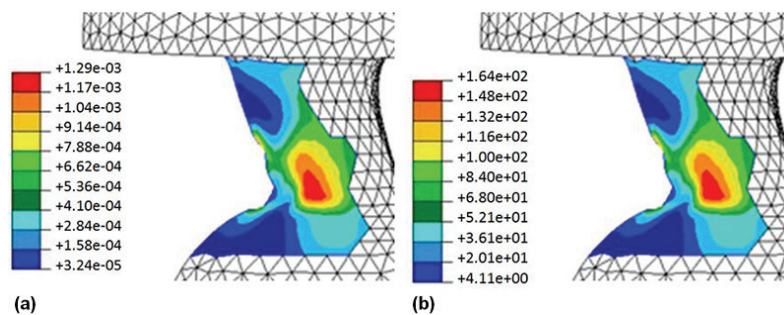 +1.29e-03
+1.17e-03
+1.04e-03
+9.14e-04
+7.88e-04
+6.62e-04
+5.36e-04
+4.10e-04
+2.84e-04
+1.58e-04
+3.24e-05
(a)
+1.64e+02
+1.48e+02
+1.32e+02
+1.16e+02
+1.00e+02
+8.40e+01
+6.80e+01
+5.21e+01
+3.61e+01
+2.01e+01
+4.11e+00
(b)